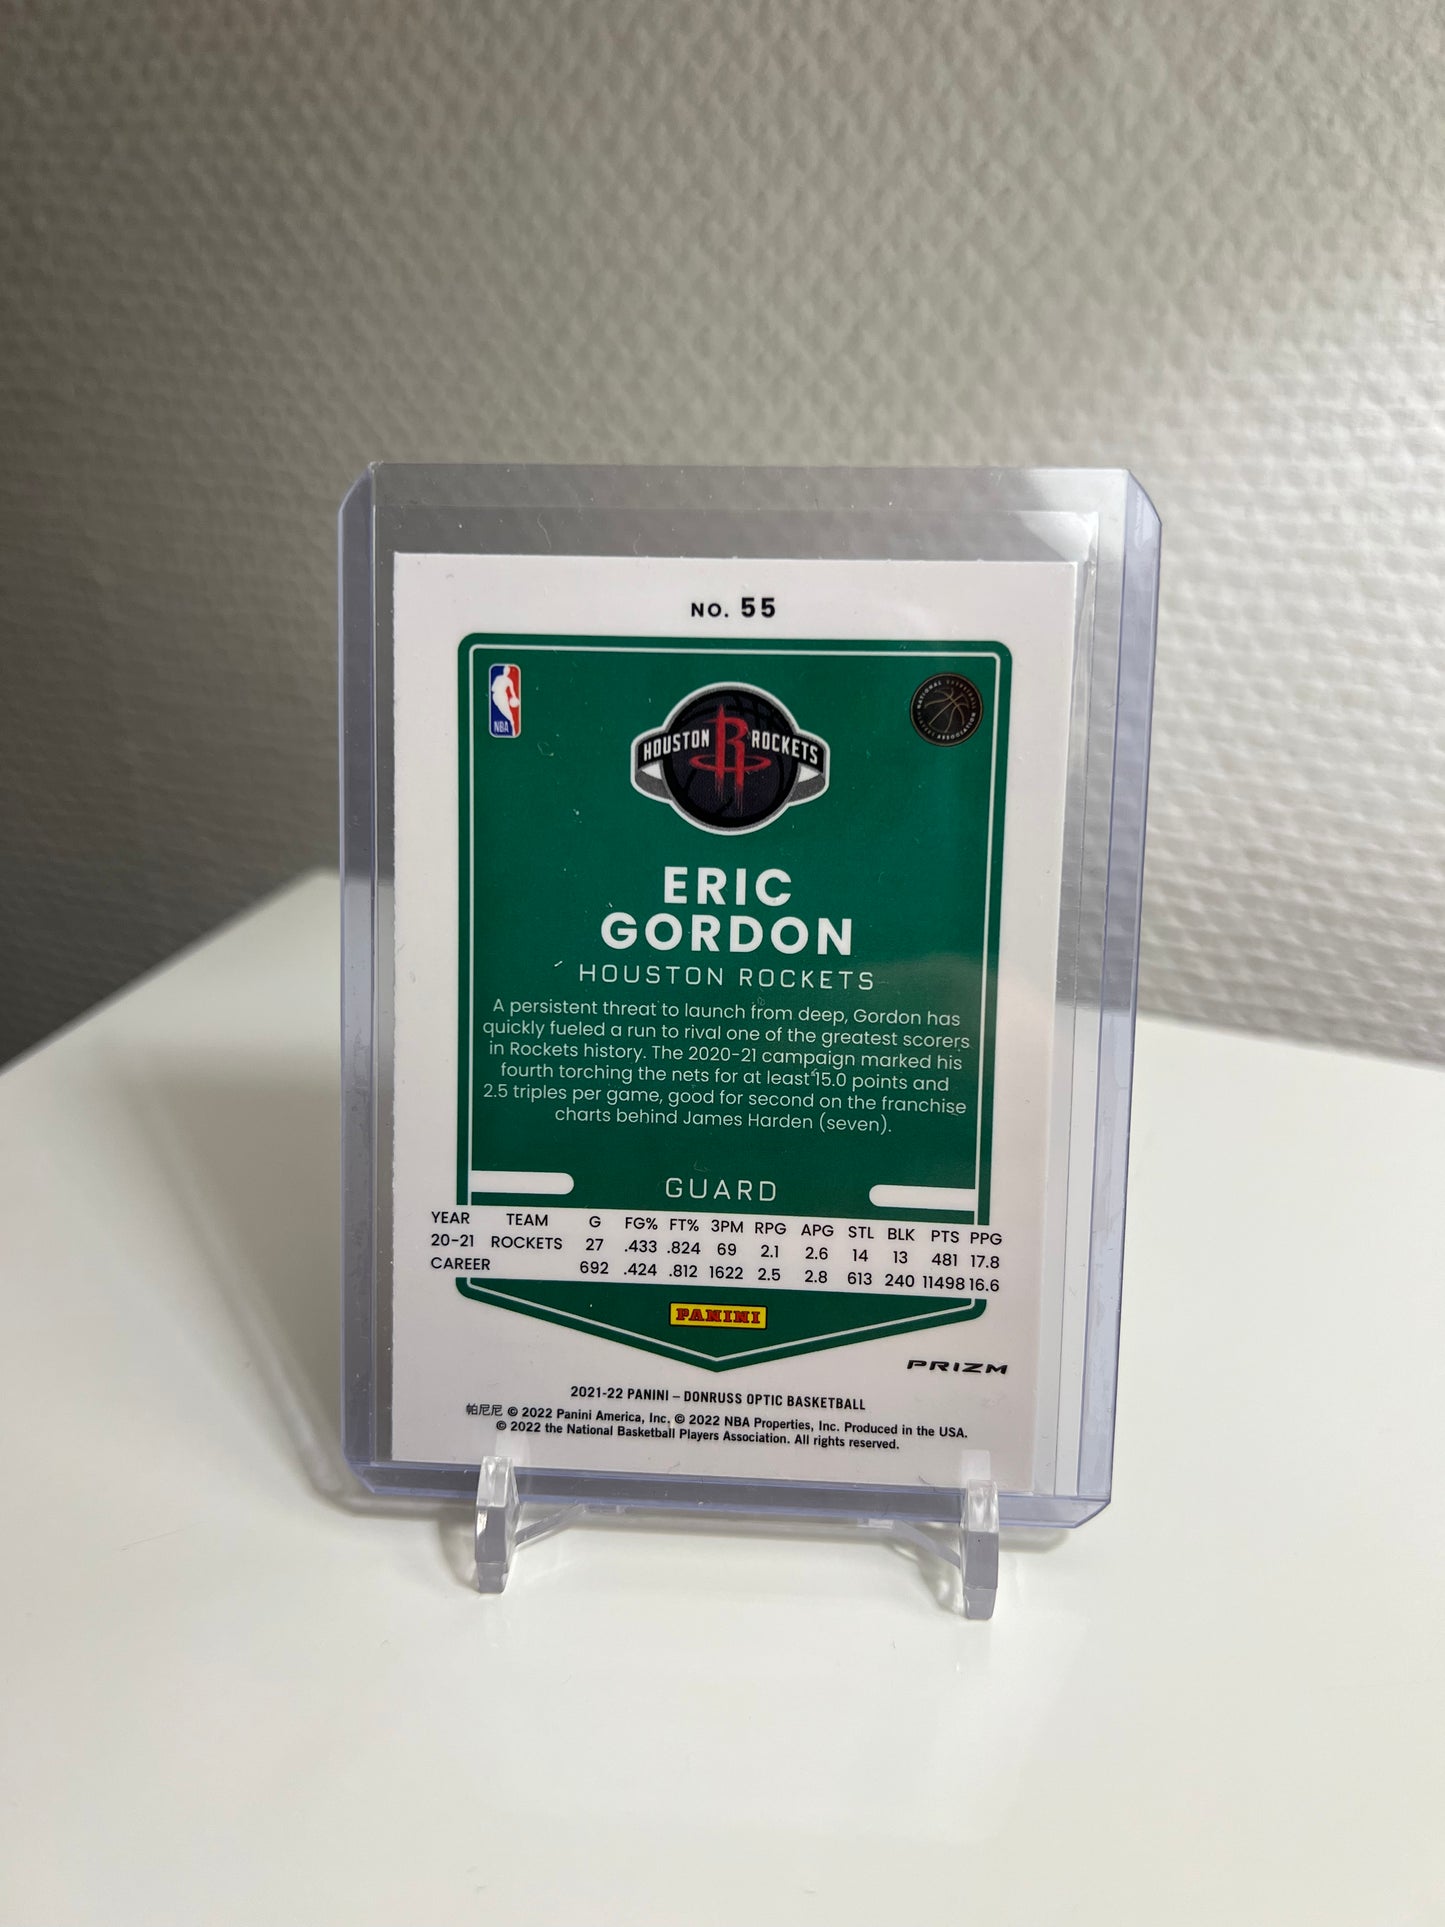 NO. 55
NBA
NATIONAL BASKETBALL
PLAYERS ASSOCIATION
HOUSTON R ROCKETS
ERIC
GORDON
HOUSTON ROCKETS
A persistent threat to launch from deep, Gordon has
quickly fueled a run to rival one of the greatest scorers
in Rockets history. The 2020-21 campaign marked his
fourth torching the nets for at least 15.0 points and
2.5 triples per game, good for second on the franchise
charts behind James Harden (seven).
GUARD
YEAR TEAM G FG% FT% 3PM RPG APG STL BLK PTS PPG
20-21 ROCKETS 27 .433 .824 69 2.1 2.6 14 13 481 17.8
CAREER 692 .424 .812 1622 2.5 2.8 613 240 11498 16.6
PANINI
PRIZM
2021-22 PANINI – DONRUSS OPTIC BASKETBALL
帕尼尼 © 2022 Panini America, Inc. © 2022 NBA Properties, Inc. Produced in the USA.
© 2022 the National Basketball Players Association. All rights reserved.